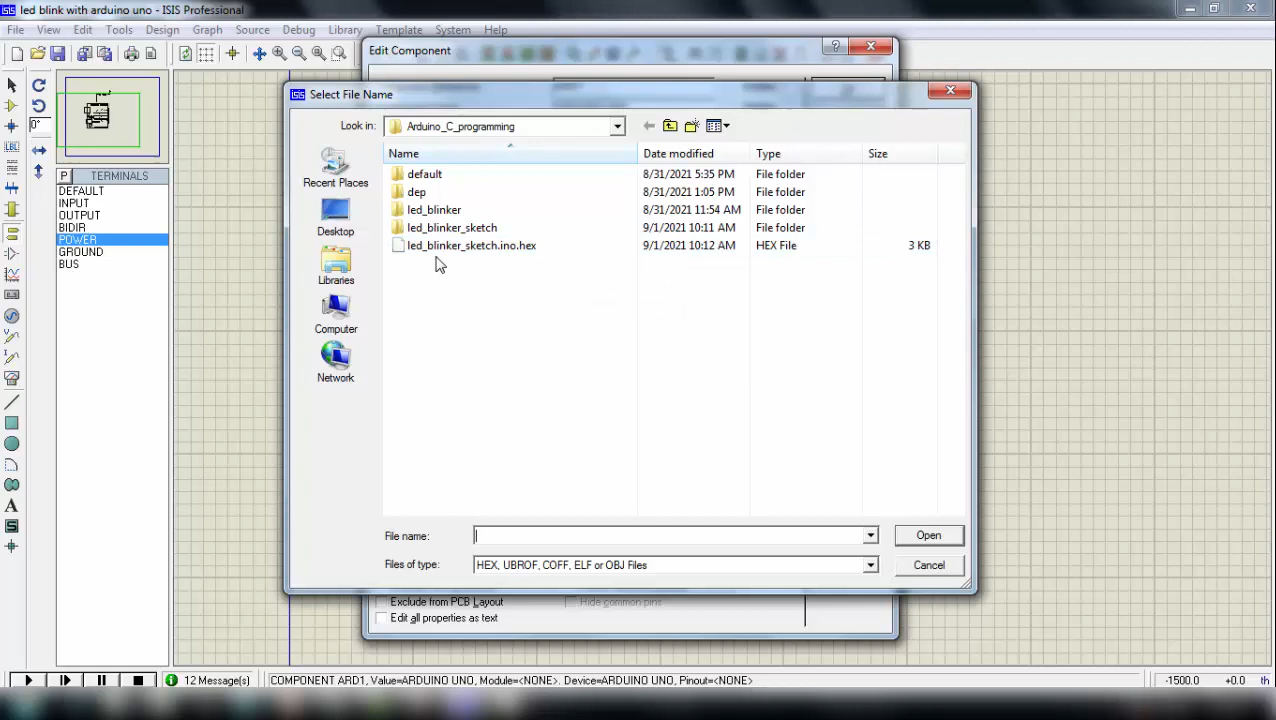 led blink with arduino uno - ISIS Professional
File View Edit Tools Design Graph Source Debug Library Template System Help
Edit Component
Select File Name
Look in: Arduino_C_programming
Name Date modified Type Size
default 8/31/2021 5:35 PM File folder
dep 8/31/2021 1:05 PM File folder
led_blinker 8/31/2021 11:54 AM File folder
led_blinker_sketch 9/1/2021 10:11 AM File folder
led_blinker_sketch.ino.hex 9/1/2021 10:12 AM HEX File 3 KB
Recent Places
Desktop
Libraries
Computer
Network
File name:
Open
Files of type: HEX, UBROF, COFF, ELF or OBJ Files
Cancel
0°
LBL
P TERMINALS
DEFAULT
INPUT
OUTPUT
BIDIR
POWER
GROUND
BUS
Exclude from PCB Layout Hide common pins
Edit all properties as text
12 Message(s) COMPONENT ARD1, Value=ARDUINO UNO, Module=<NONE>. Device=ARDUINO UNO, Pinout=<NONE> -1500.0 +0.0 th